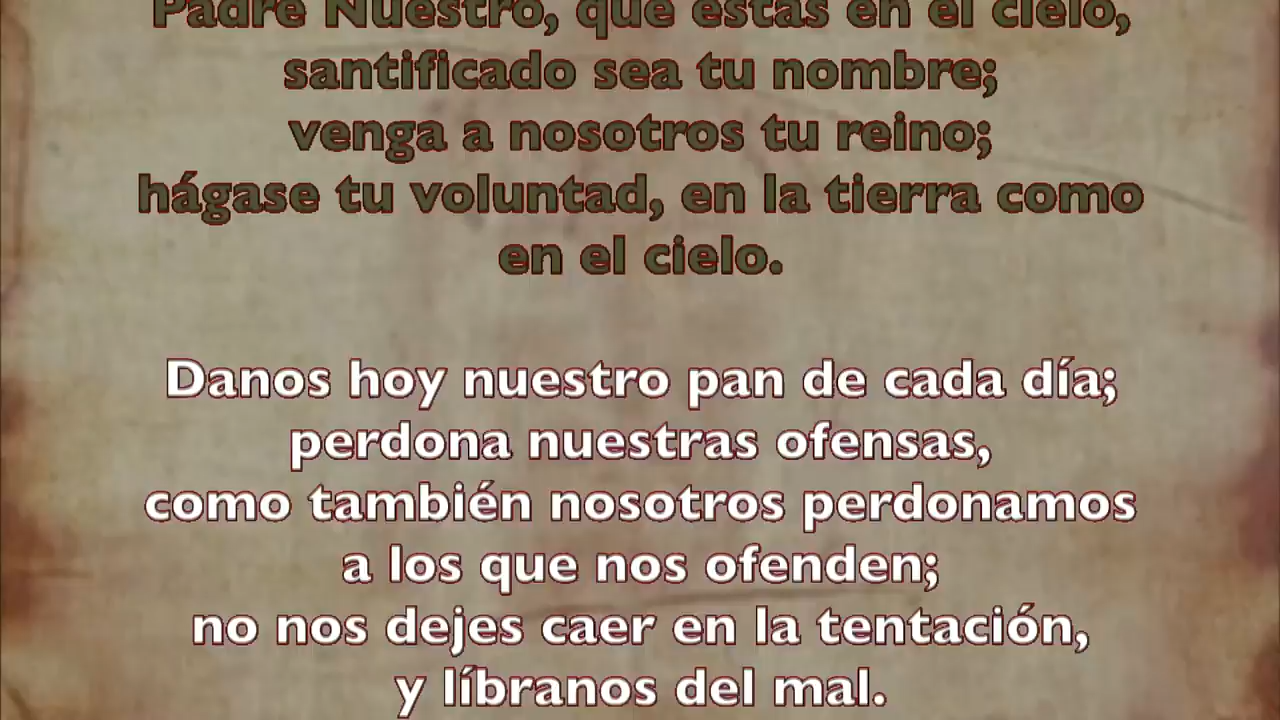 Padre Nuestro, que estás en el cielo,
santificado sea tu nombre;
venga a nosotros tu reino;
hágase tu voluntad, en la tierra como
en el cielo.
Danos hoy nuestro pan de cada día;
perdona nuestras ofensas,
como también nosotros perdonamos
a los que nos ofenden;
no nos dejes caer en la tentación,
y líbranos del mal.